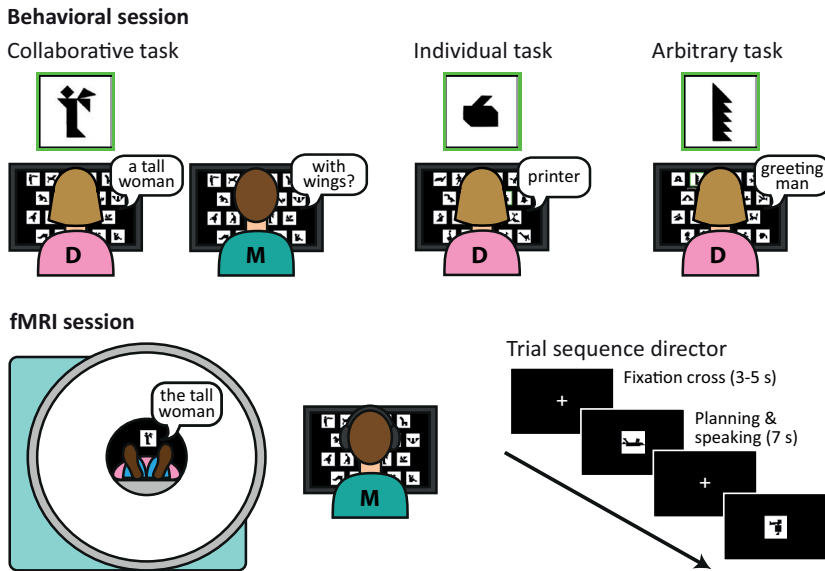 Behavioral session
Collaborative task
Individual task
Arbitrary task
a tall
woman
with
wings?
printer
greeting
man
D
M
D
D
fMRI session
Trial sequence director
the tall
woman
Fixation cross (3-5 s)
Planning &
speaking (7 s)
M